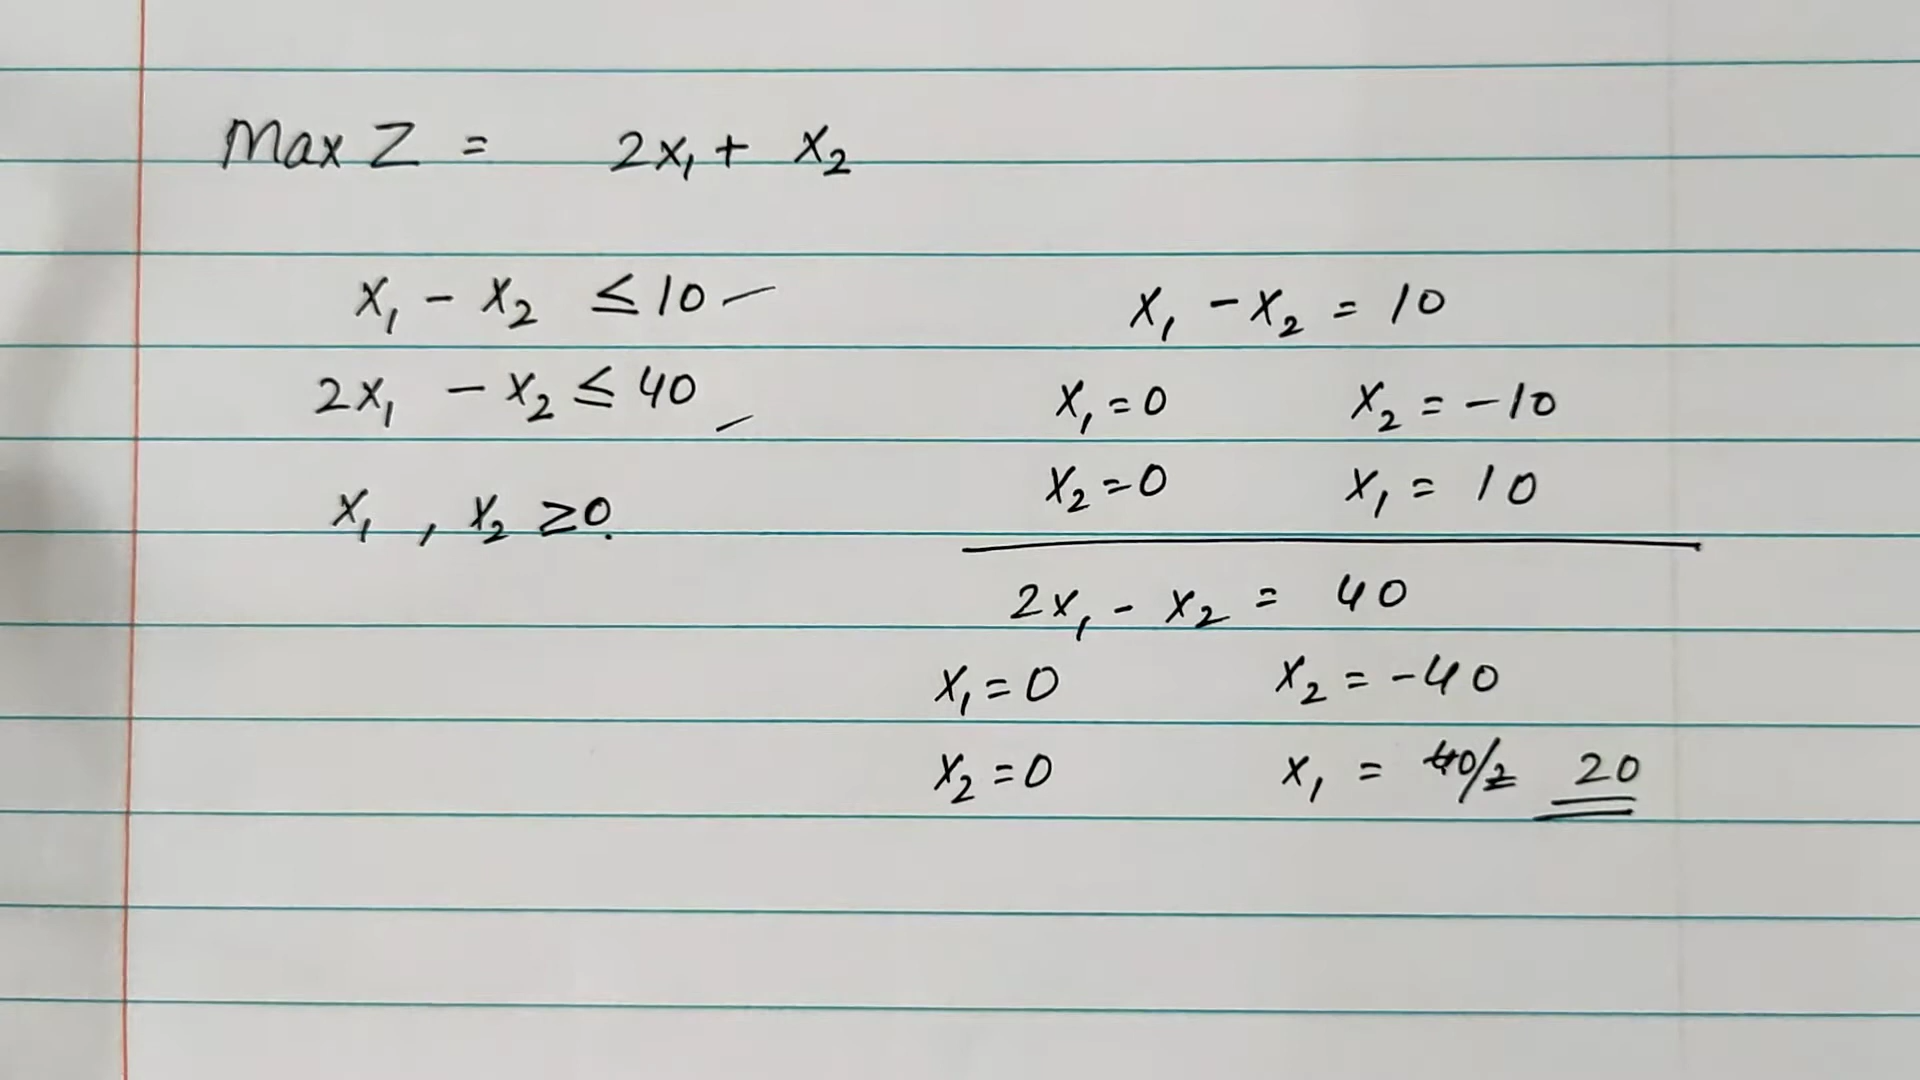 Max Z = 2x₁ + x₂
x₁ - x₂ ≤ 10
2x₁ - x₂ ≤ 40
x₁ , x₂ ≥ 0.
x₁ - x₂ = 10
x₁ = 0 x₂ = -10
x₂ = 0 x₁ = 10
2x₁ - x₂ = 40
x₁ = 0 x₂ = -40
x₂ = 0 x₁ = 40/2 20